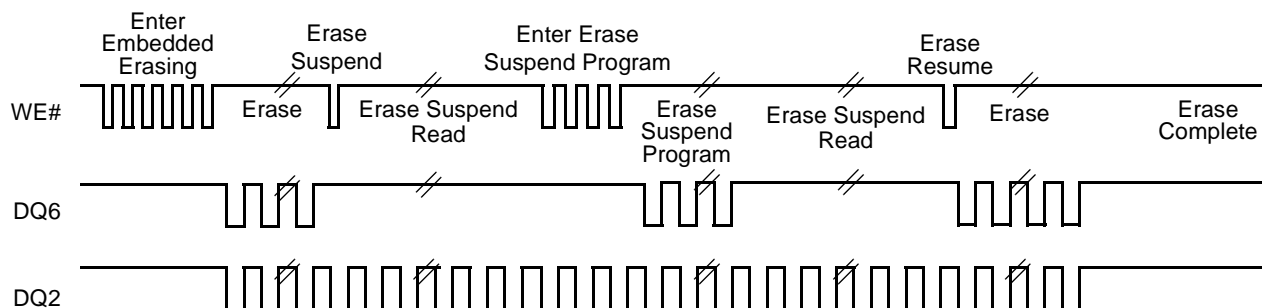 Enter
Embedded
Erasing
Erase
Suspend
Enter Erase
Suspend Program
Erase
Resume
WE#
Erase
Erase Suspend
Read
Erase
Suspend
Program
Erase Suspend
Read
Erase
Erase
Complete
DQ6
DQ2